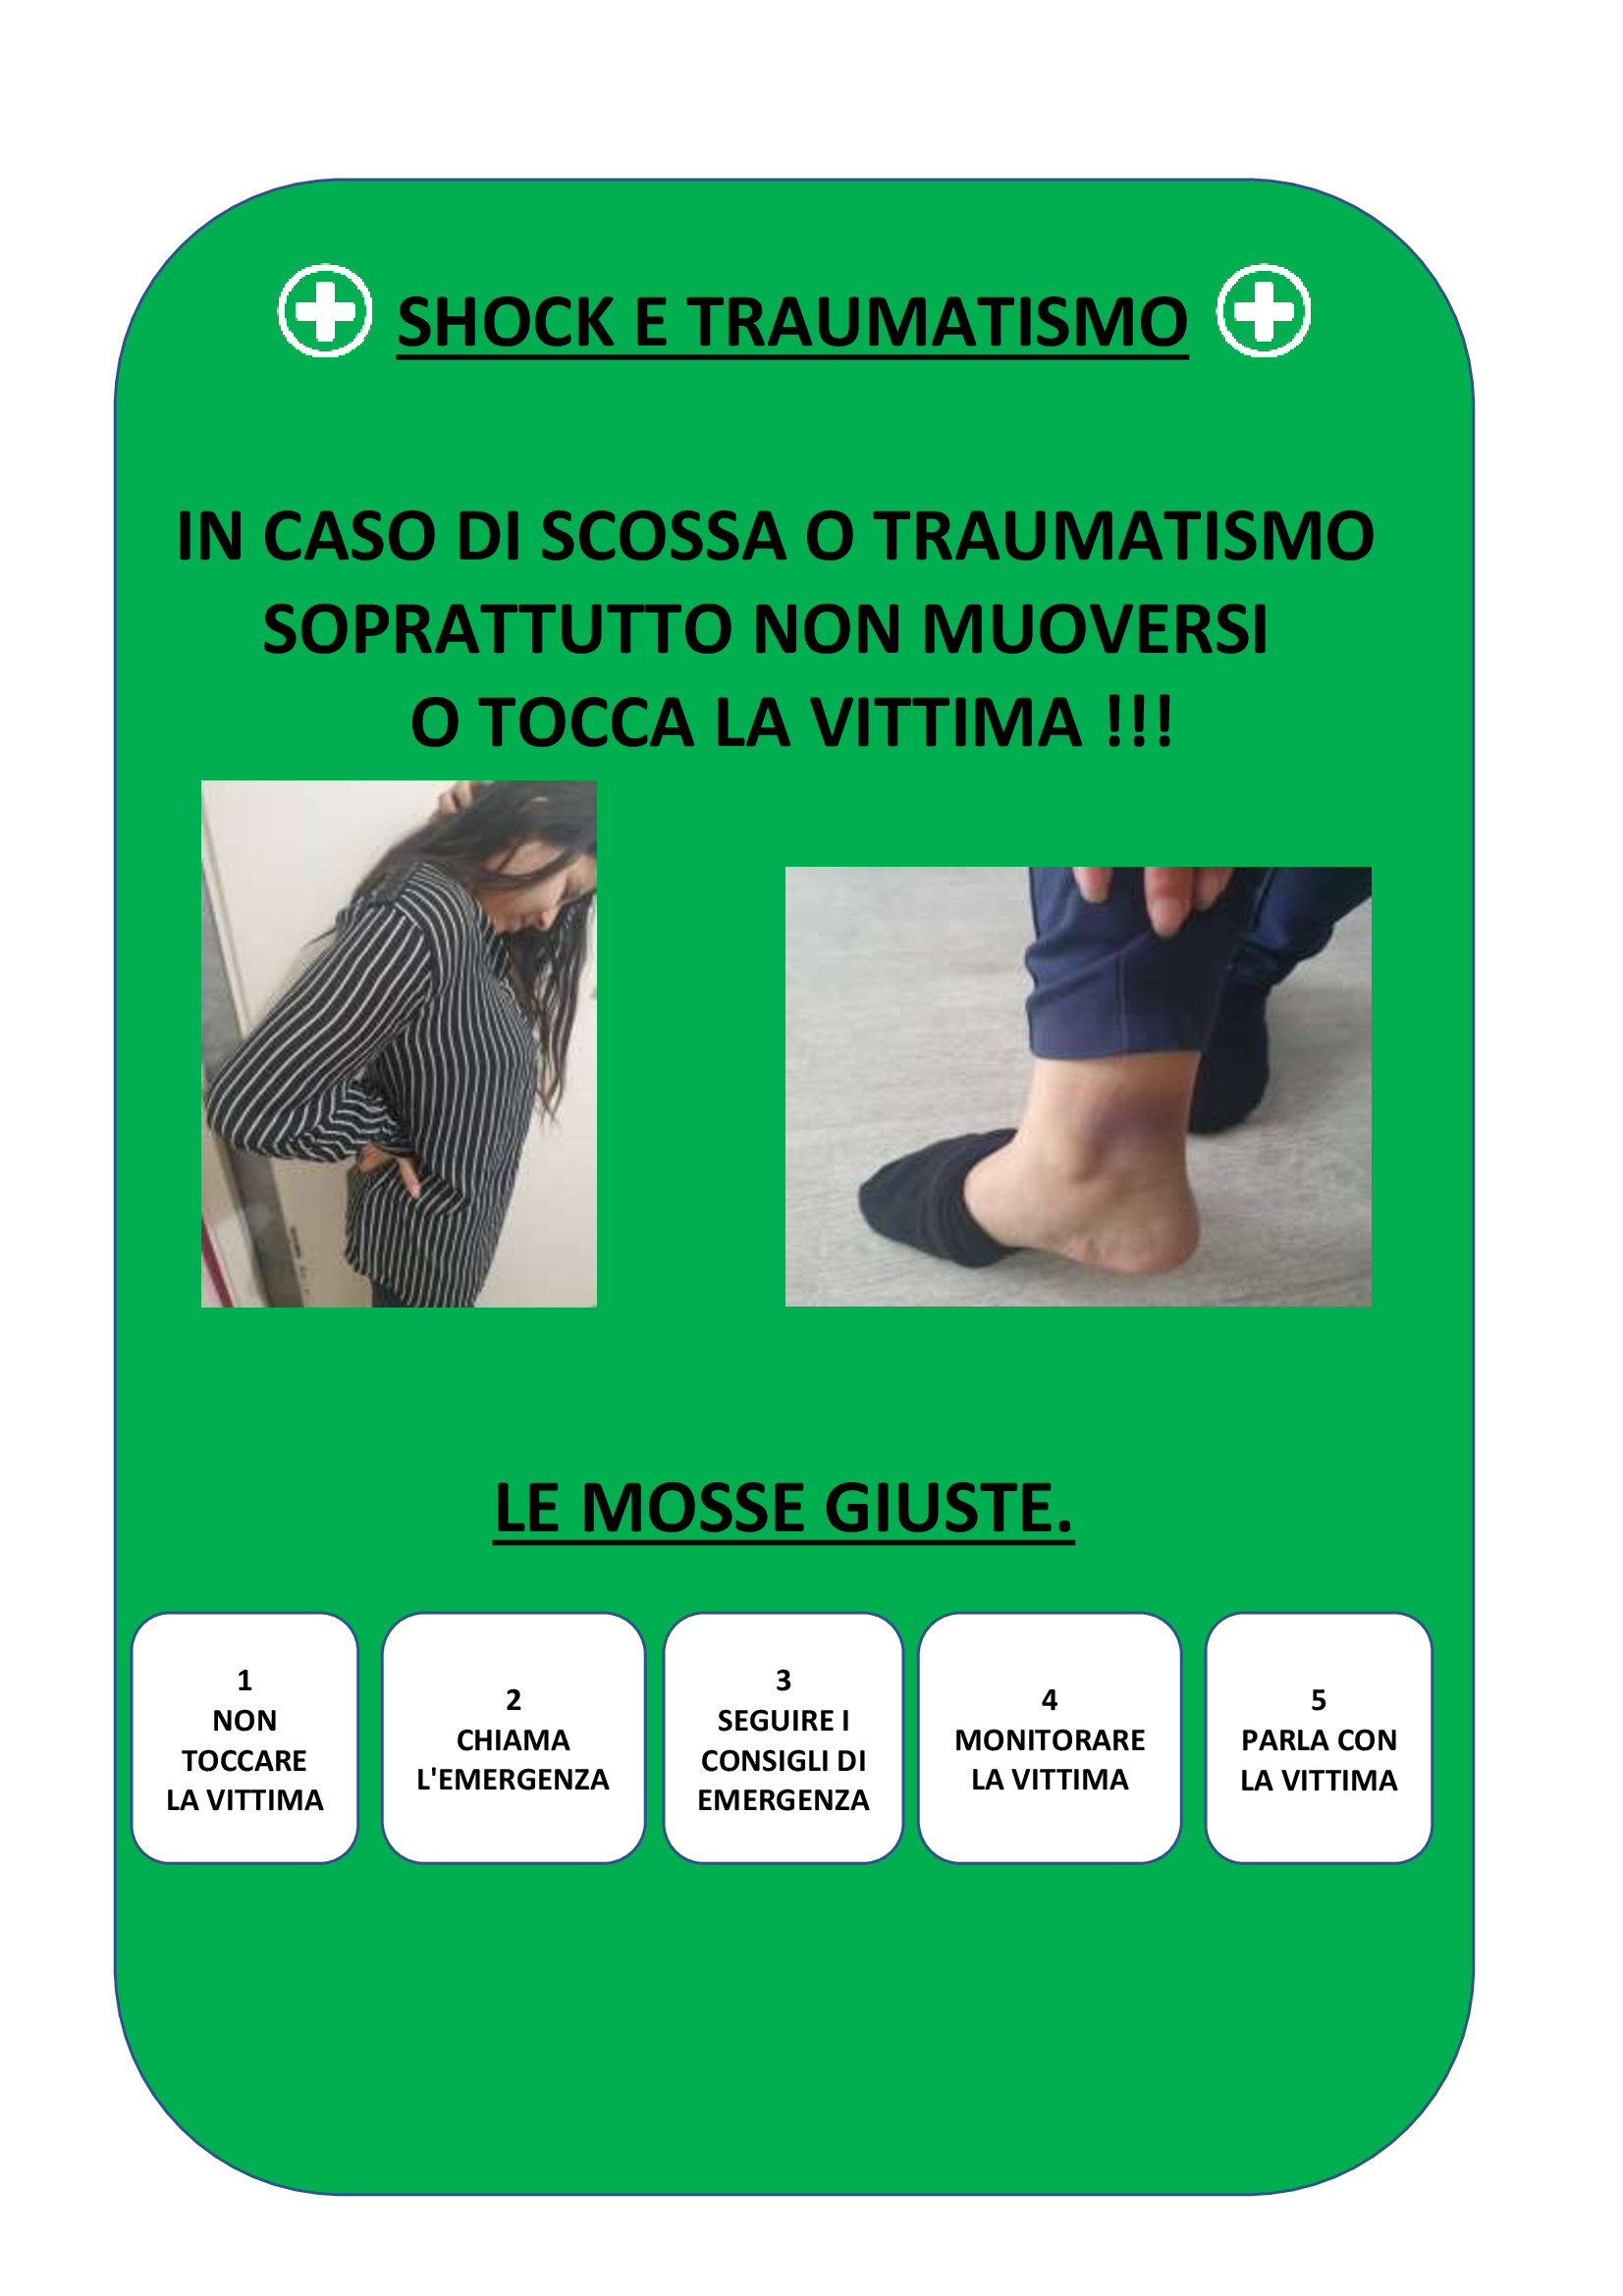 SHOCK E TRAUMATISMO
IN CASO DI SCOSSA O TRAUMATISMO
SOPRATTUTTO NON MUOVERSI
O TOCCA LA VITTIMA !!!
LE MOSSE GIUSTE.
1
NON
TOCCARE
LA VITTIMA
2
CHIAMA
L'EMERGENZA
3
SEGUIRE I
CONSIGLI DI
EMERGENZA
4
MONITORARE
LA VITTIMA
5
PARLA CON
LA VITTIMA